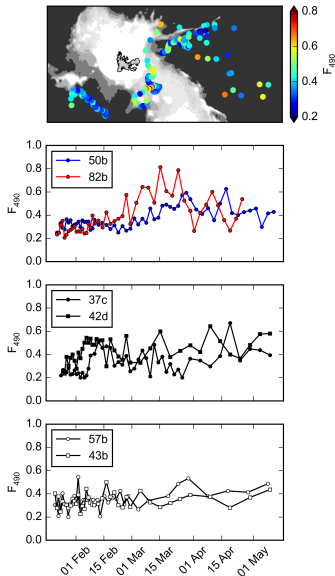 0.8
0.6
0.4
0.2
F490
1.0
0.8
0.6
0.4
0.2
0.0
F490
50b
82b
1.0
0.8
0.6
0.4
0.2
0.0
F490
37c
42d
1.0
0.8
0.6
0.4
0.2
0.0
F490
57b
43b
01 Feb
15 Feb
01 Mar
15 Mar
01 Apr
15 Apr
01 May